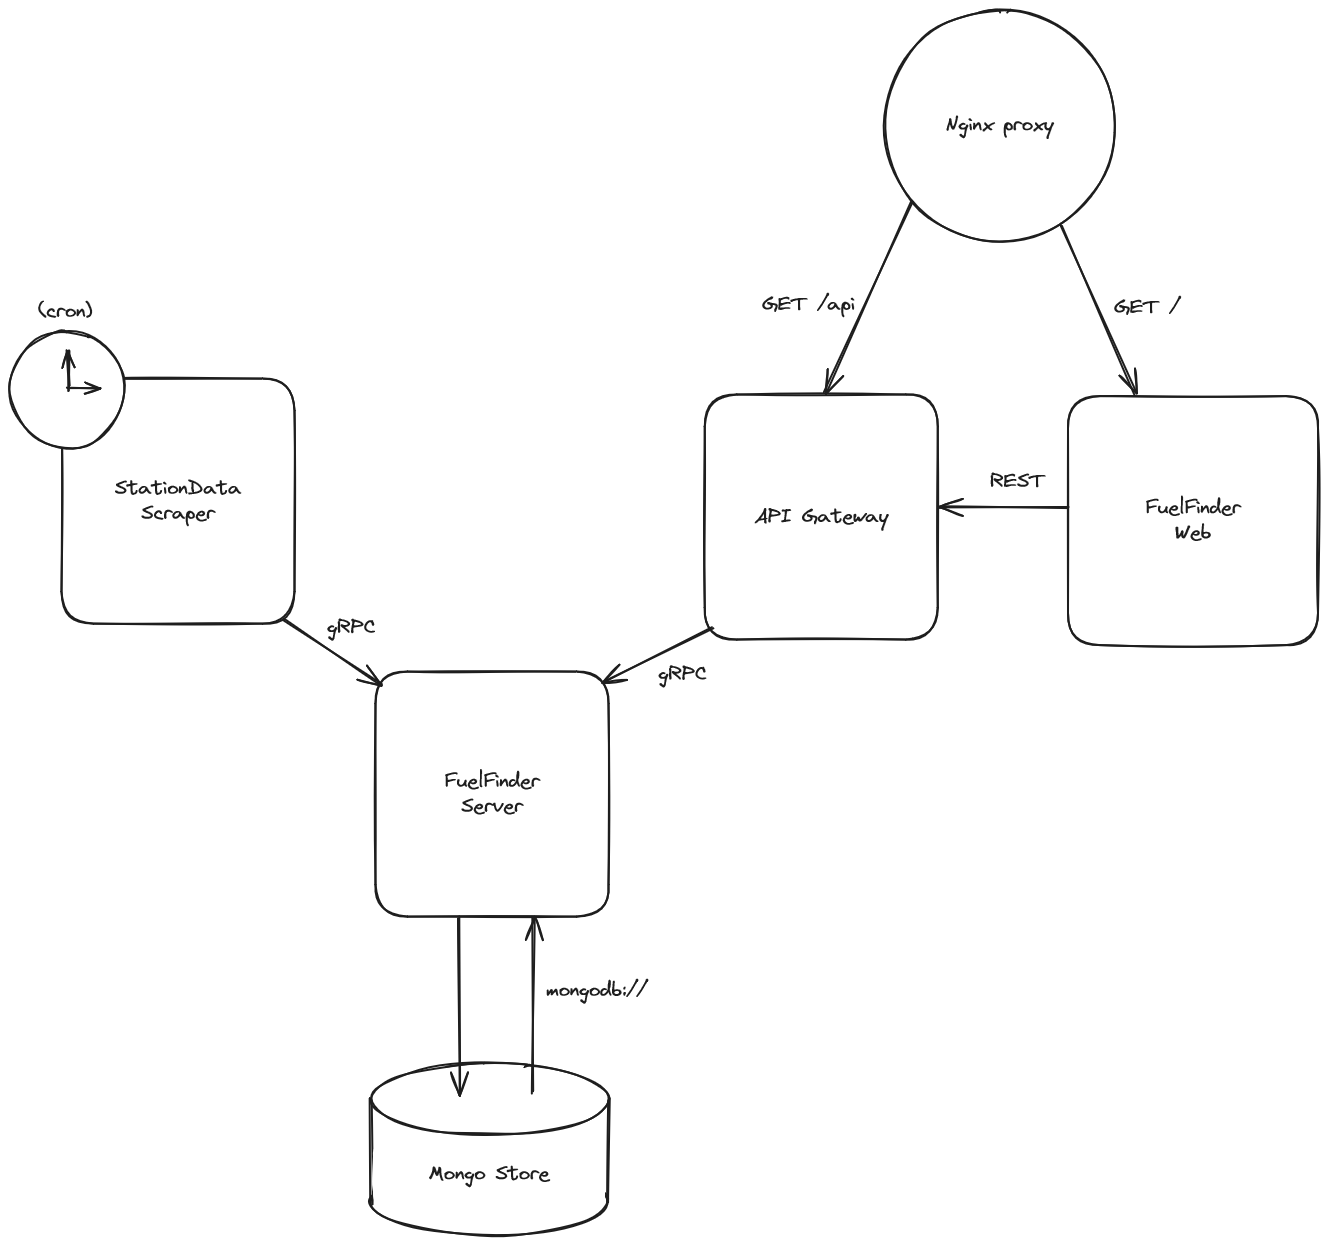 Nginx proxy
GET /api
GET /
(cron)
StationData
Scraper
REST
API Gateway
FuelFinder
Web
gRPC
gRPC
FuelFinder
Server
mongodb://
Mongo Store